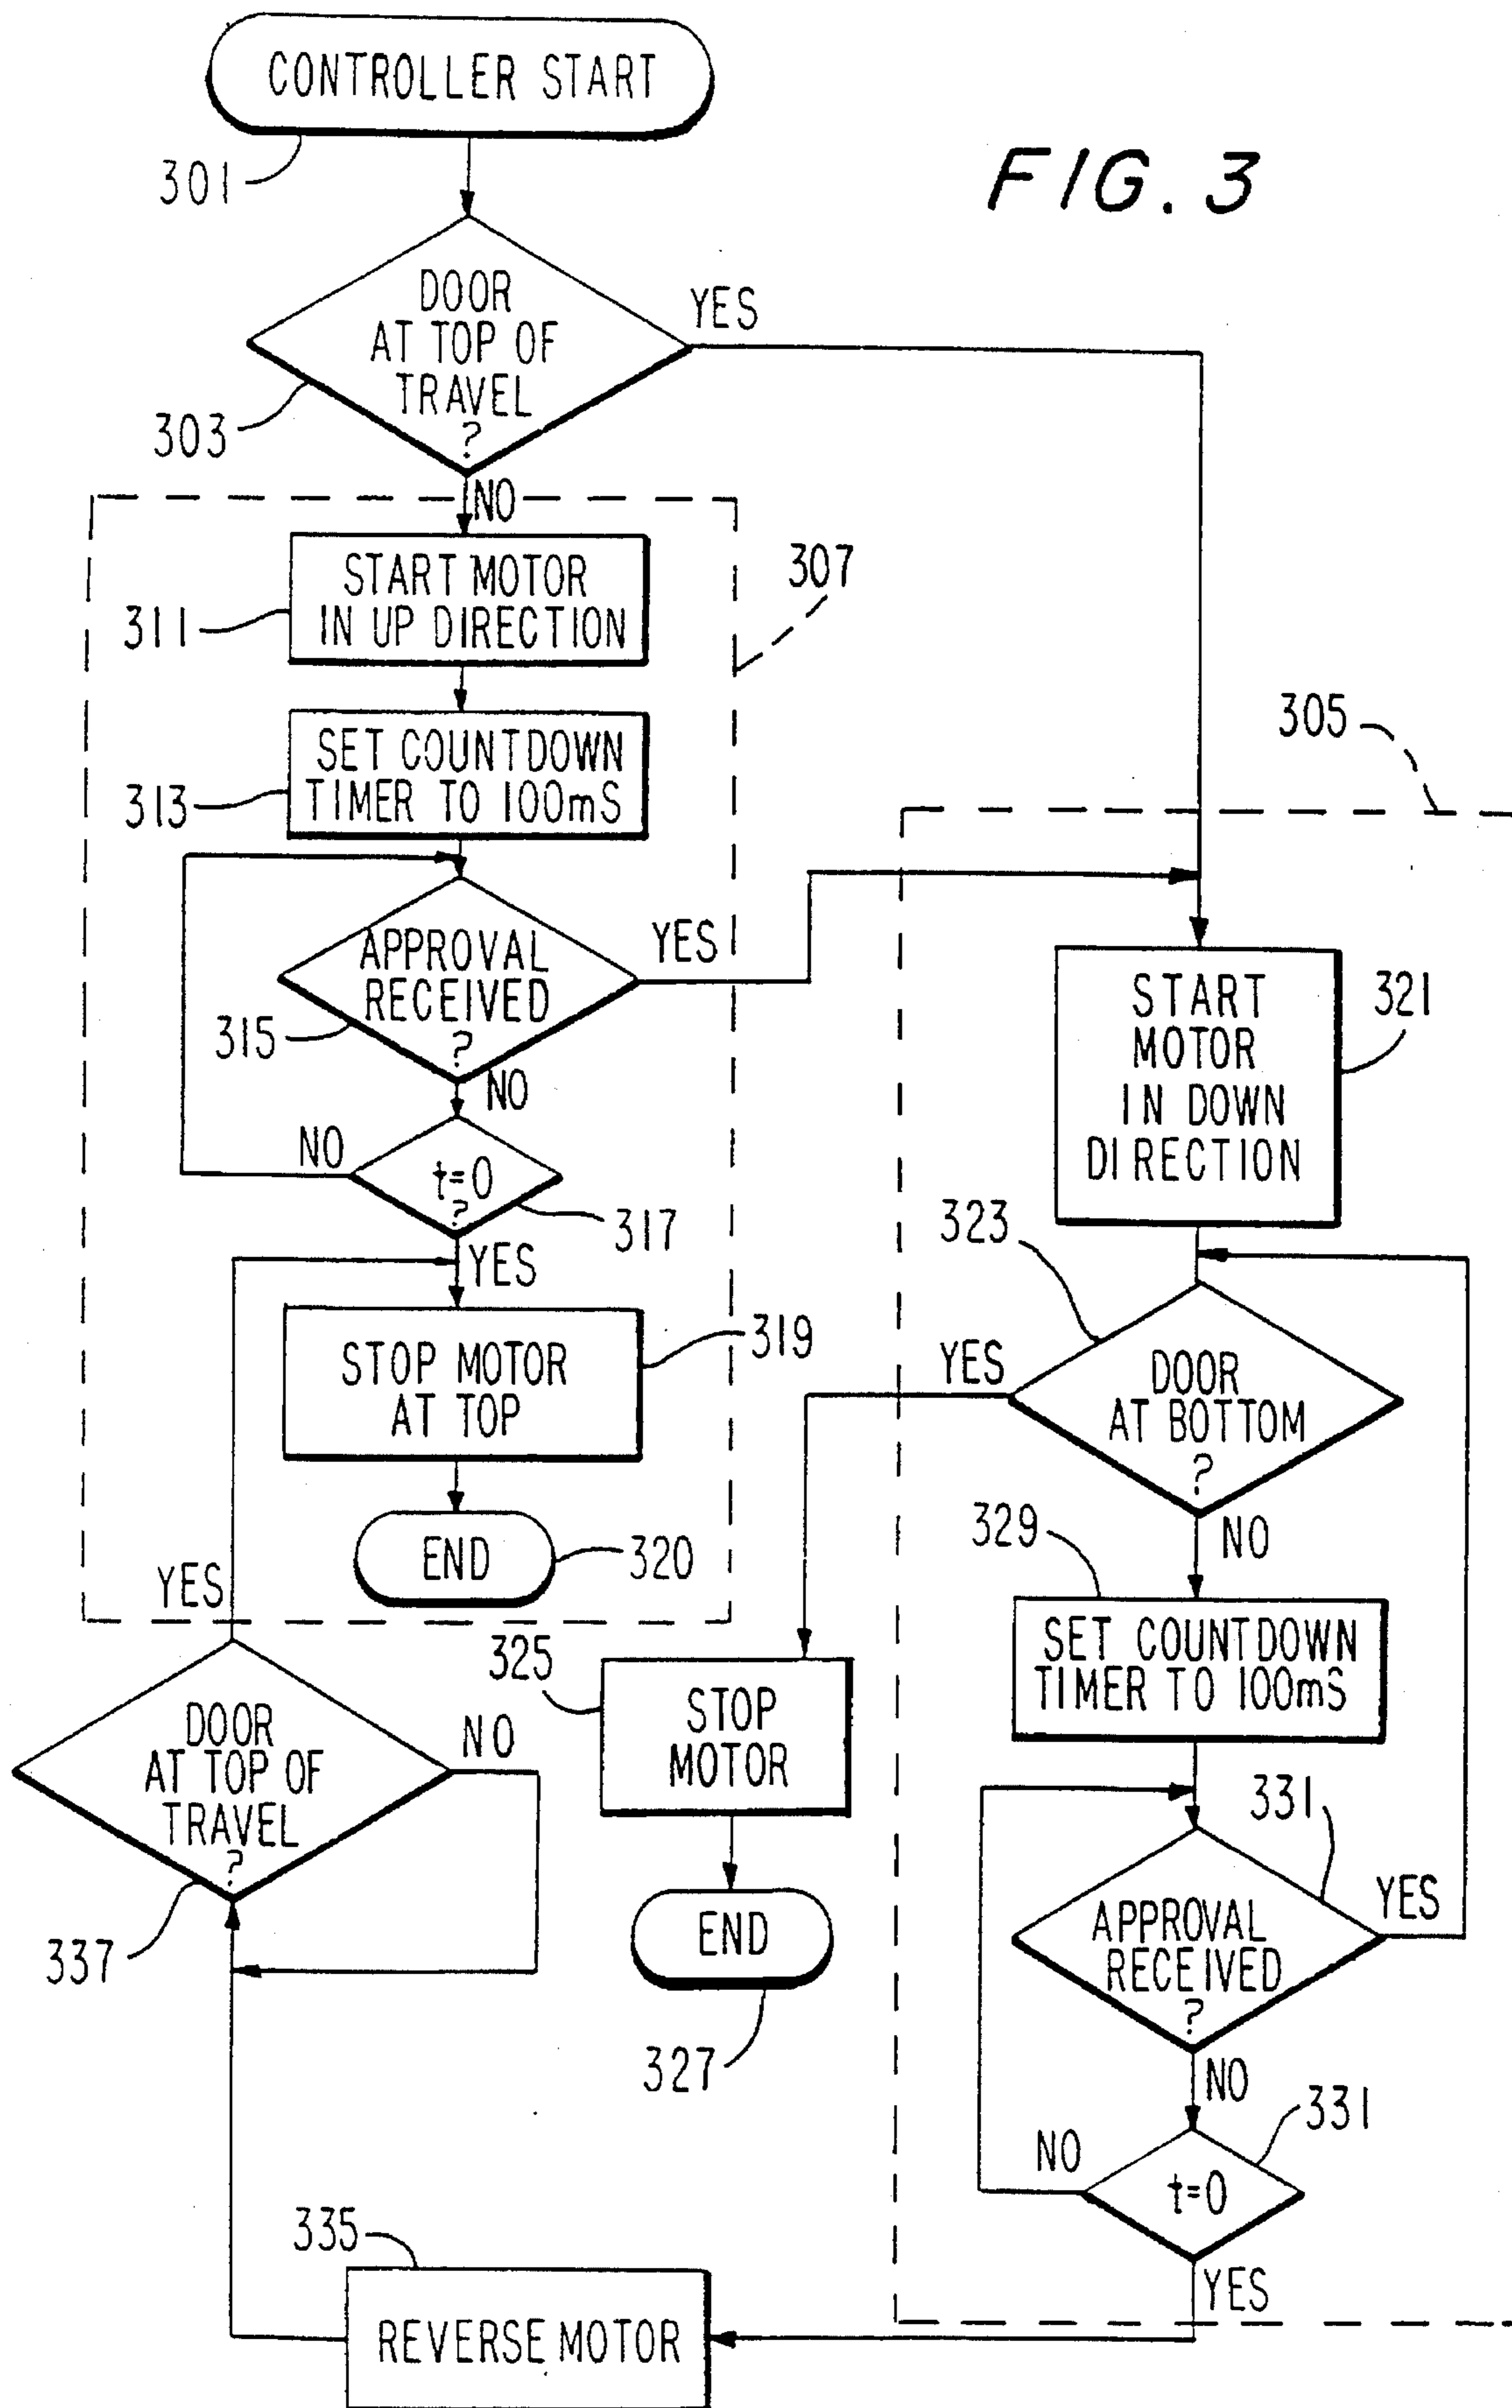 CONTROLLER START
301
FIG. 3
DOOR
AT TOP OF
TRAVEL
?
YES
303
NO
START MOTOR
IN UP DIRECTION
311
307
SET COUNTDOWN
TIMER TO 100mS
313
305
APPROVAL
RECEIVED
?
YES
315
NO
START
MOTOR
IN DOWN
DIRECTION
321
t=0
?
NO
317
YES
323
STOP MOTOR
AT TOP
319
DOOR
AT BOTTOM
?
YES
NO
END
320
329
SET COUNTDOWN
TIMER TO 100mS
YES
DOOR
AT TOP OF
TRAVEL
?
NO
337
325
STOP
MOTOR
END
327
331
APPROVAL
RECEIVED
?
YES
NO
331
t=0
NO
YES
335
REVERSE MOTOR